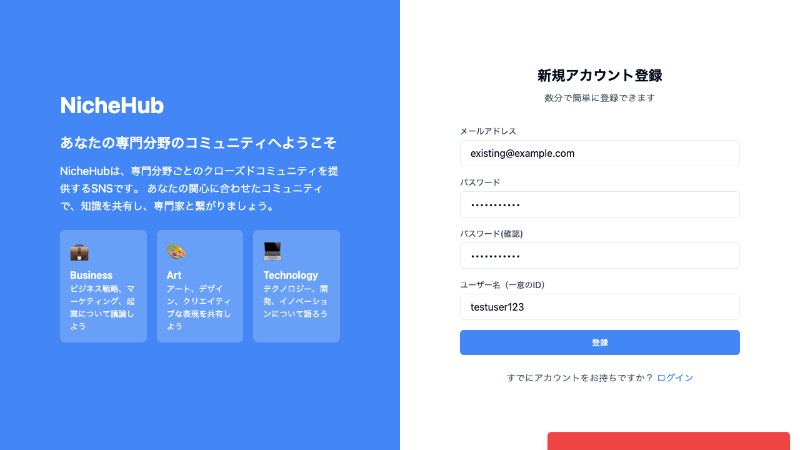 NicheHub
あなたの専門分野のコミュニティへようこそ
NicheHubは、専門分野ごとのクローズドコミュニティを提
供するSNSです。 あなたの関心に合わせたコミュニティ
で、知識を共有し、専門家と繋がりましょう。
Business
ビジネス戦略、マ
ーケティング、起
業について議論し
よう
Art
アート、デザイ
ン、クリエイティ
ブな表現を共有し
よう
Technology
テクノロジー、開
発、イノベーショ
ンについて語ろう
新規アカウント登録
数分で簡単に登録できます
メールアドレス
existing@example.com
パスワード
•••••••••••
パスワード(確認)
•••••••••••
ユーザー名（一意のID）
testuser123
登録
すでにアカウントをお持ちですか？ ログイン